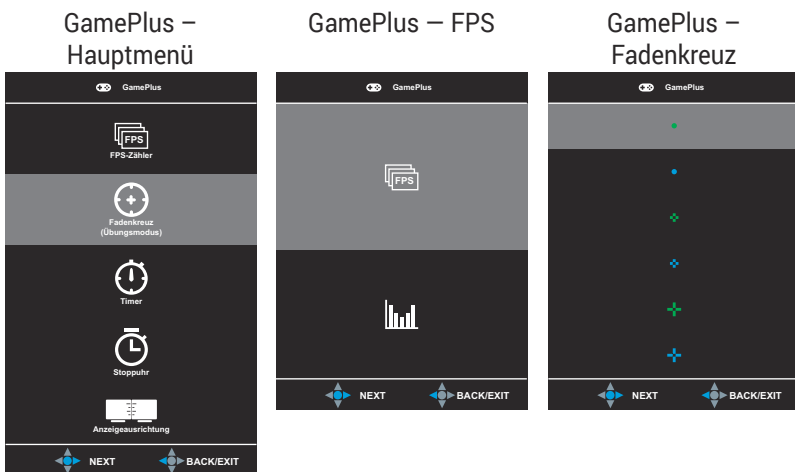 GamePlus –
Hauptmenü
GamePlus
FPS
FPS-Zähler
Fadenkreuz
(Übungsmodus)
Timer
Stoppuhr
Anzeigeausrichtung
NEXT BACK/EXIT
GamePlus — FPS
GamePlus
FPS
NEXT BACK/EXIT
GamePlus –
Fadenkreuz
GamePlus
NEXT BACK/EXIT